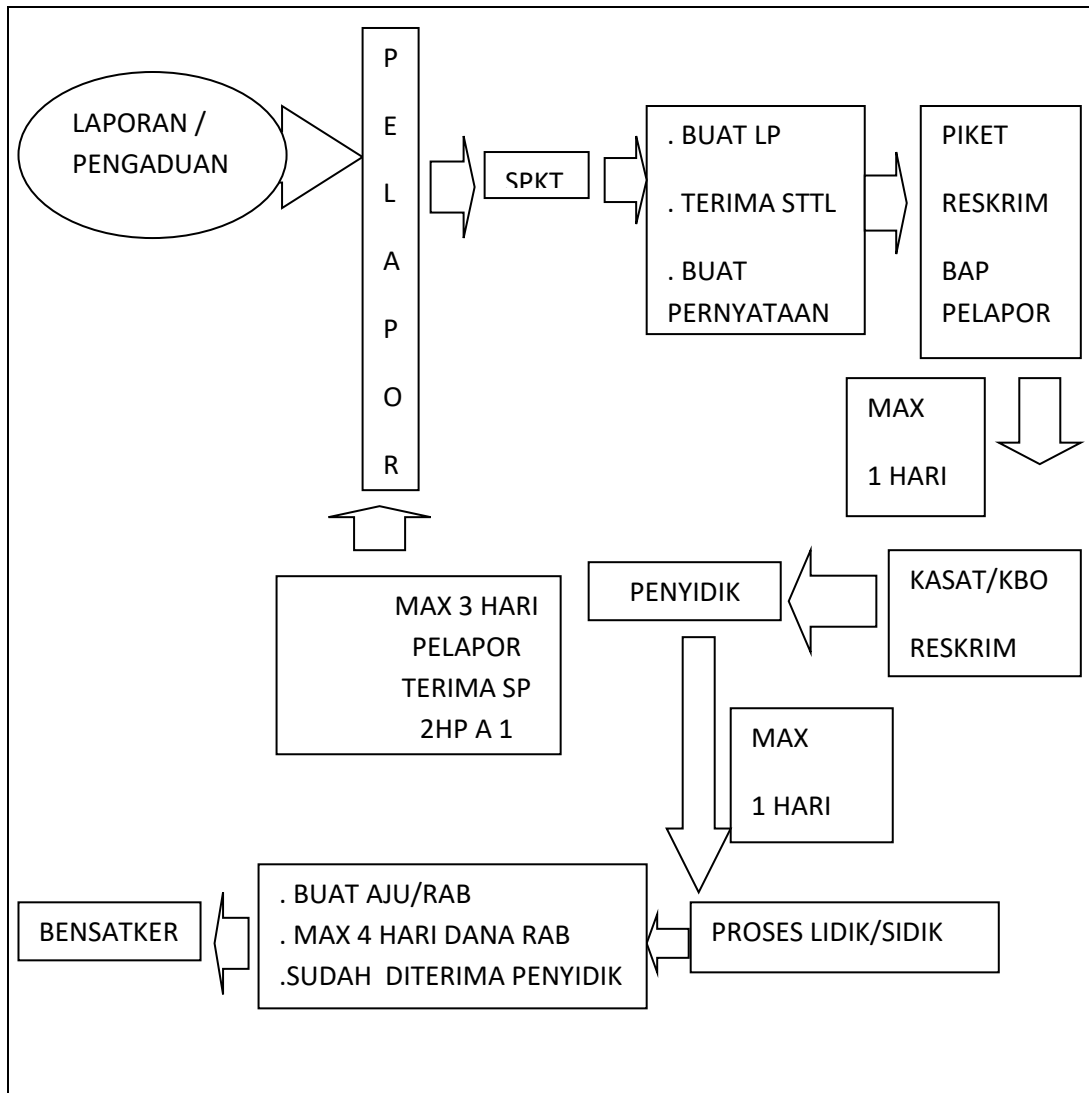 LAPORAN /
PENGADUAN
P
E
L
A
P
O
R
SPKT
. BUAT LP
. TERIMA STTL
. BUAT
PERNYATAAN
PIKET
RESKRIM
BAP
PELAPOR
MAX
1 HARI
KASAT/KBO
RESKRIM
PENYIDIK
MAX 3 HARI
PELAPOR
TERIMA SP
2HP A 1
MAX
1 HARI
PROSES LIDIK/SIDIK
. BUAT AJU/RAB
. MAX 4 HARI DANA RAB
.SUDAH DITERIMA PENYIDIK
BENSATKER